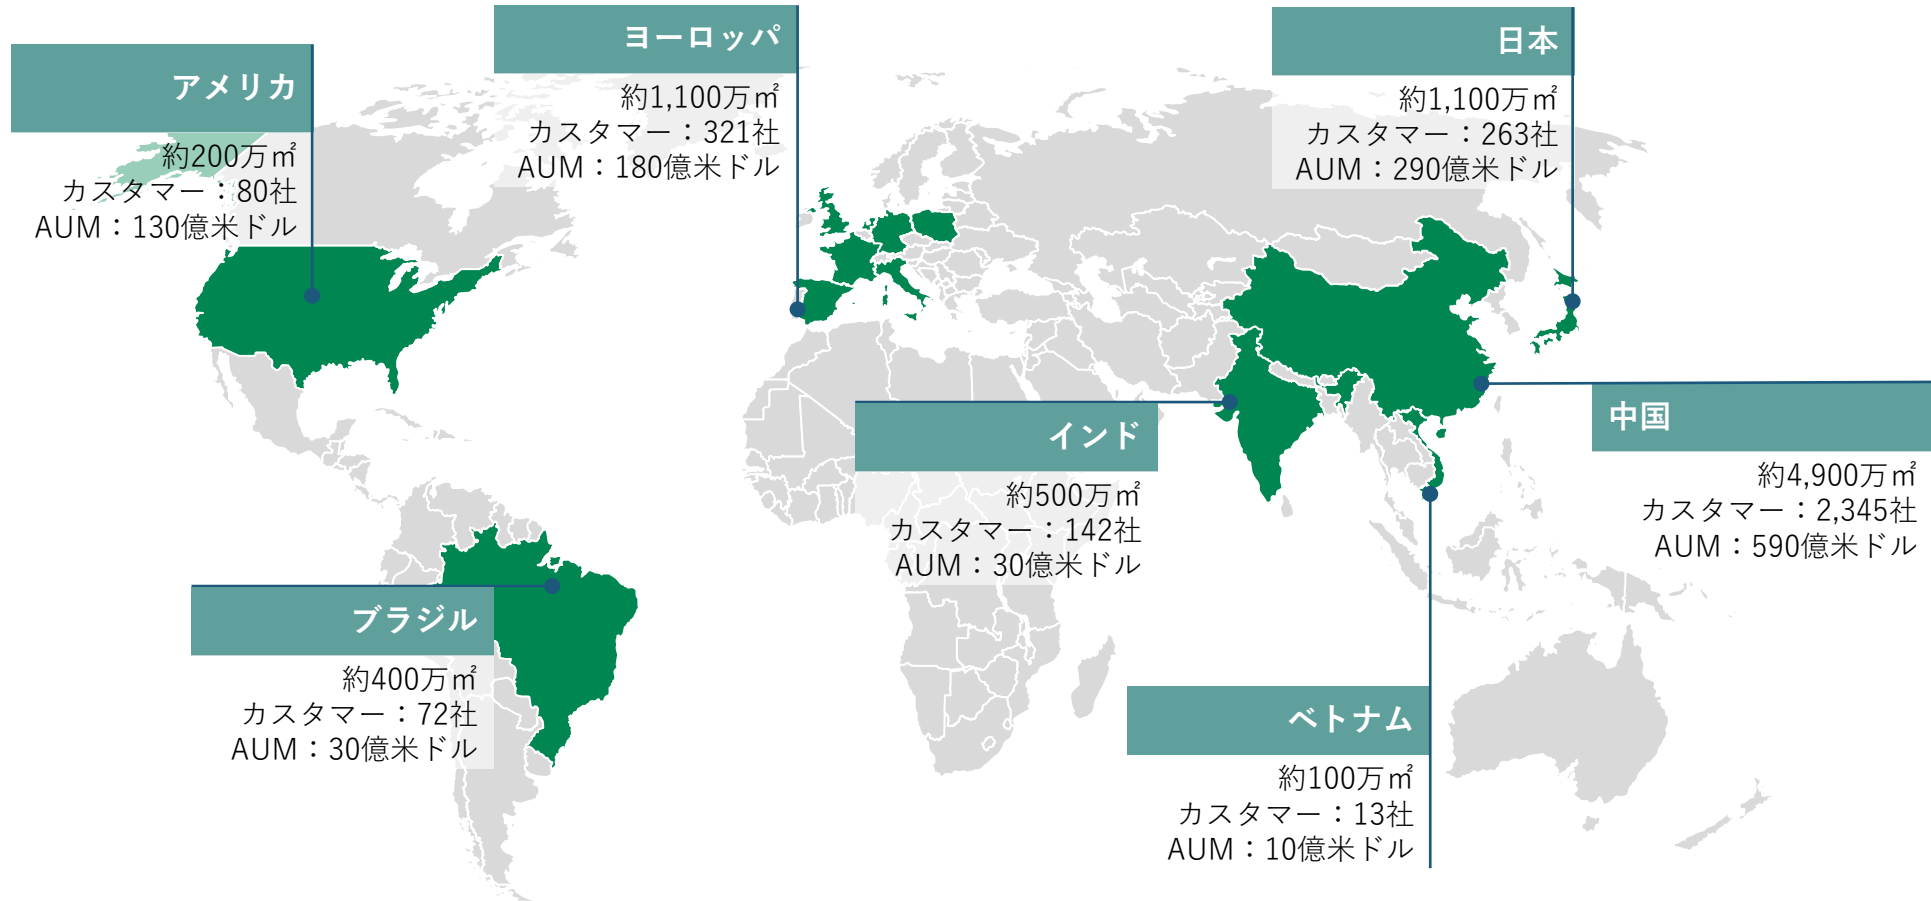 アメリカ
約200万㎡
カスタマー：80社
AUM：130億米ドル
ヨーロッパ
約1,100万㎡
カスタマー：321社
AUM：180億米ドル
日本
約1,100万㎡
カスタマー：263社
AUM：290億米ドル
インド
約500万㎡
カスタマー：142社
AUM：30億米ドル
中国
約4,900万㎡
カスタマー：2,345社
AUM：590億米ドル
ブラジル
約400万㎡
カスタマー：72社
AUM：30億米ドル
ベトナム
約100万㎡
カスタマー：13社
AUM：10億米ドル